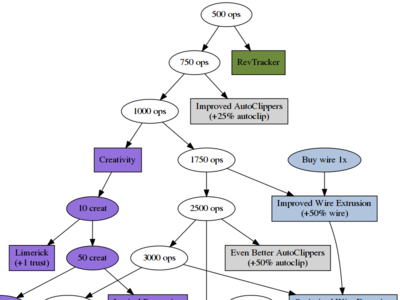 500 ops
750 ops
RevTracker
1000 ops
Improved AutoClippers
(+25% autoclip)
Creativity
1750 ops
Buy wire 1x
10 creat
2500 ops
Improved Wire Extrusion
(+50% wire)
Limerick
(+1 trust)
50 creat
3000 ops
Even Better AutoClippers
(+50% autoclip)